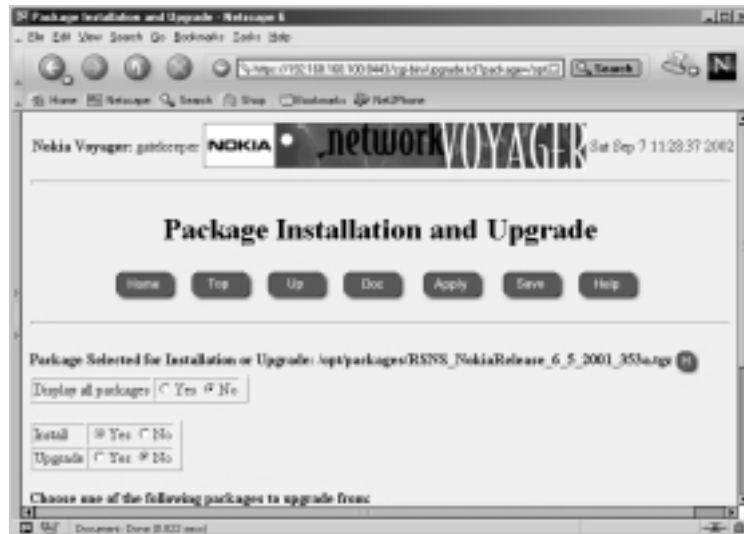 Package Installation and Upgrade - Netscape 6
File Edit View Search Go Bookmarks Tasks Help
Search N
Home Netscape Search Shop Bookmarks Net2Phone
Nokia Voyager: gatekeeper NOKIA network VOYAGER Sat Sep 7 11:28:37 2002
Package Installation and Upgrade
Home Top Up Doc Apply Save Help
Package Selected for Installation or Upgrade: /opt/packages/RSNS_NokiaRelease_6_5_2001_353a.tgz
Display all packages Yes No
Install Yes No
Upgrade Yes No
Choose one of the following packages to upgrade from:
Document: Done (0.822 secs)